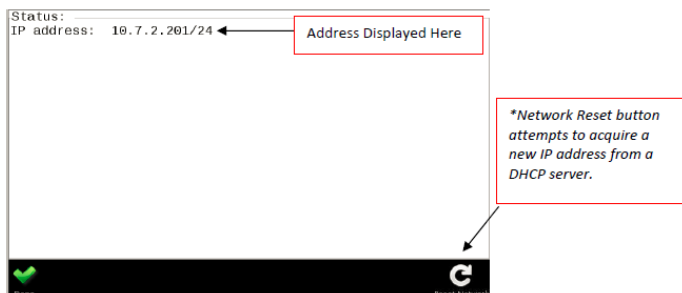 Status:
IP address: 10.7.2.201/24
Address Displayed Here
*Network Reset button
attempts to acquire a
new IP address from a
DHCP server.